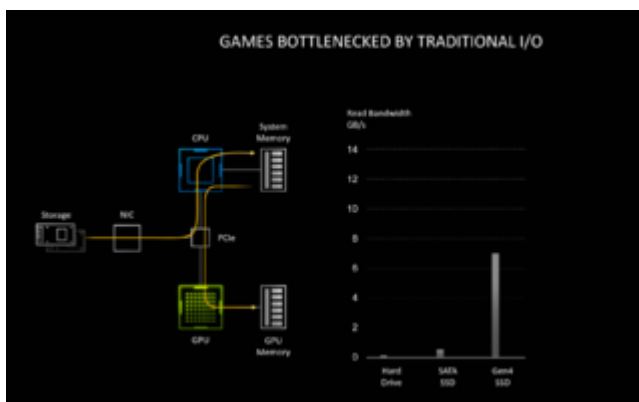 GAMES BOTTLENECKED BY TRADITIONAL I/O
Read Bandwidth
GB/s
System
Memory
CPU
Storage
NIC
PCIe
GPU
GPU
Memory
14
12
10
8
6
4
2
0
Hard
Drive
SATA
SSD
Gen4
SSD